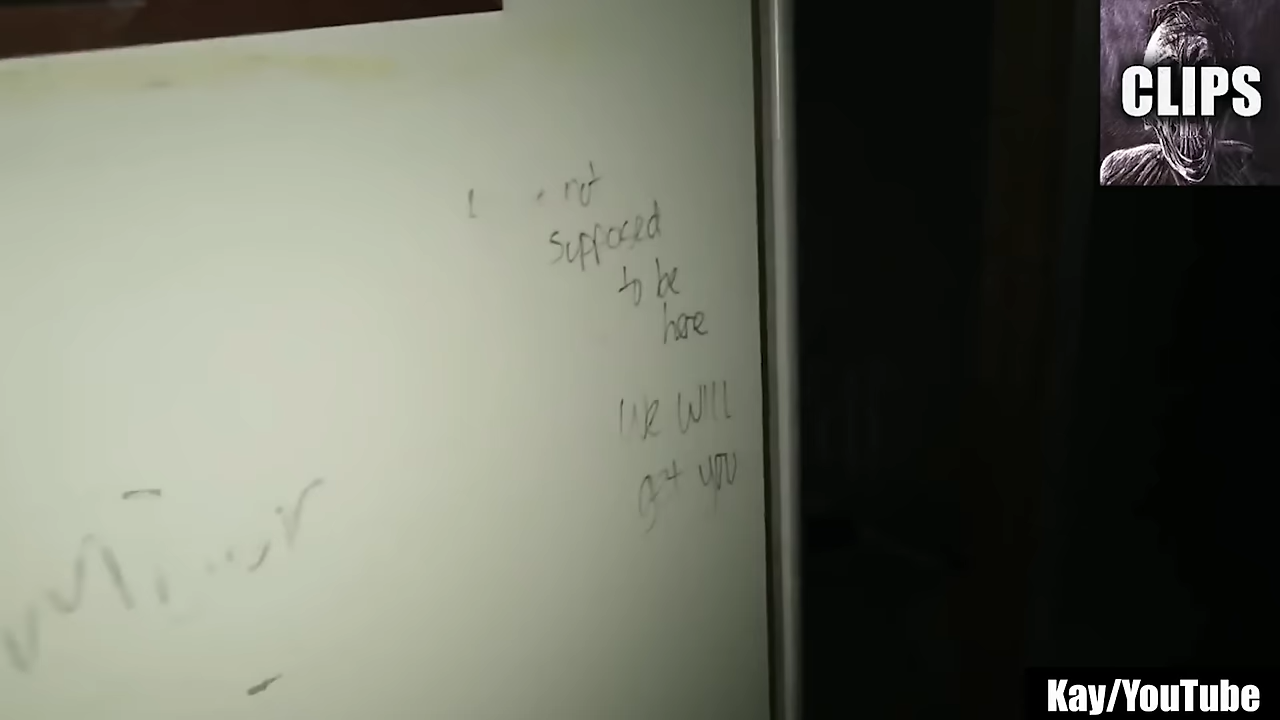 CLIPS
not
supposed
to be
here
WE WILL
get YOU
Kay/YouTube